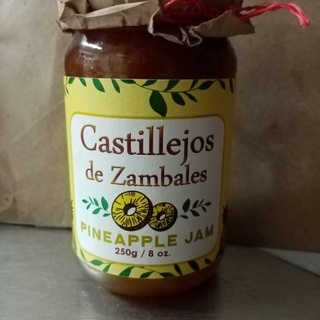 Castillejos
de Zambales
PINEAPPLE JAM
250g / 8 oz.